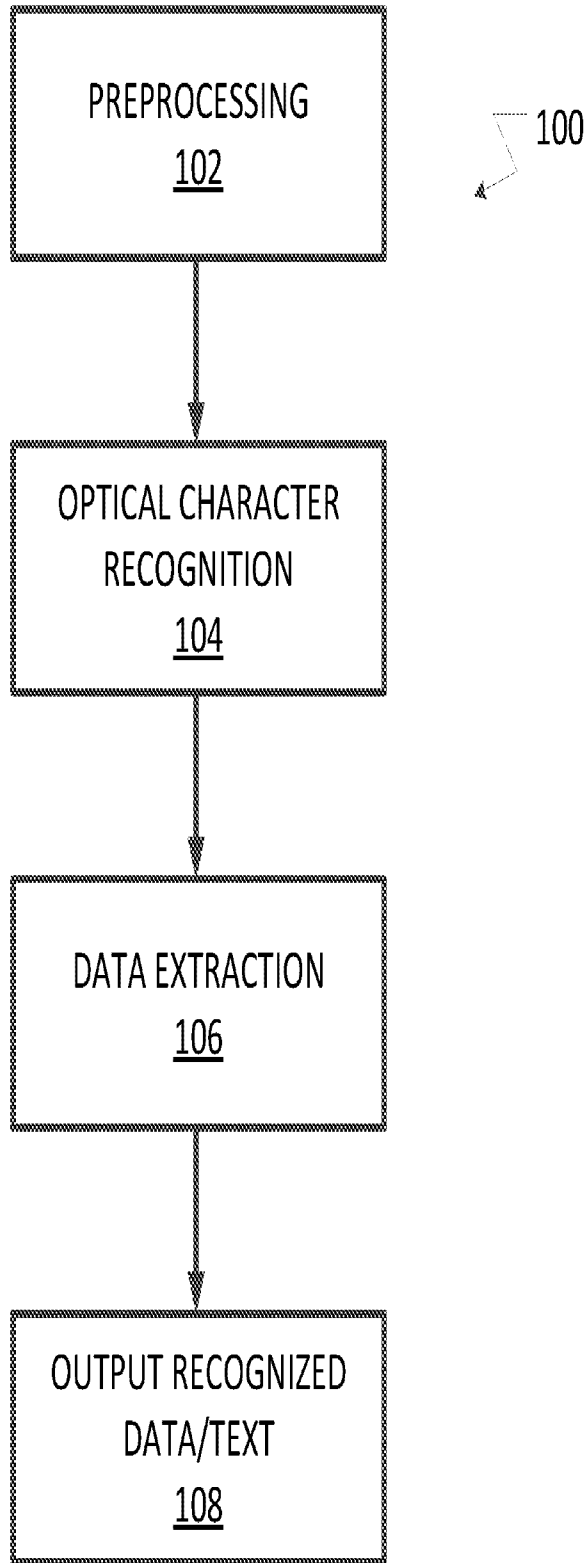 PREPROCESSING
102
100
OPTICAL CHARACTER
RECOGNITION
104
DATA EXTRACTION
106
OUTPUT RECOGNIZED
DATA/TEXT
108